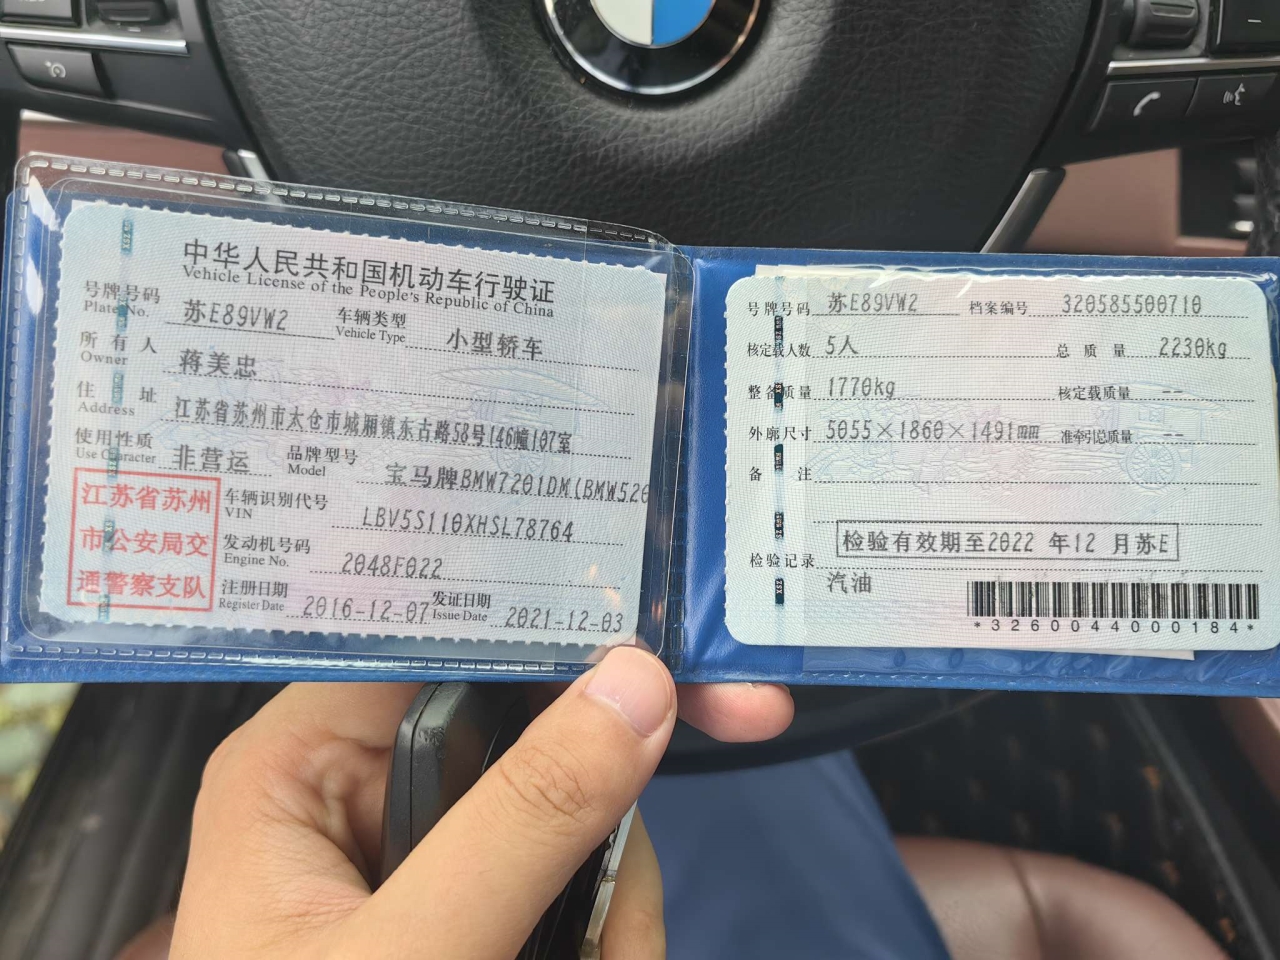 中华人民共和国机动车行驶证
Vehicle License of the People's Republic of China
号牌号码 苏E89VW2 车辆类型 小型轿车
Plate No. Vehicle Type
所有人 蒋美忠
Owner
住址 江苏省苏州市太仓市城厢镇东古路58号146幢107室
Address
使用性质 非营运 品牌型号 宝马牌BMW7201DM(BMW520
Use Character Model
江苏省苏州
市公安局交
通警察支队
车辆识别代号 LBV5S110XHSL78764
VIN
发动机号码 2048F022
Engine No.
注册日期 2016-12-07 发证日期 2021-12-03
Register Date Issue Date
号牌号码 苏E89VW2 档案编号 320585500710
核定载人数 5人 总质量 2230kg
整备质量 1770kg 核定载质量 --
外廓尺寸 5055×1860×1491mm 准牵引总质量 --
备注
检验记录 检验有效期至2022 年12 月苏E
汽油
*3260044000184*